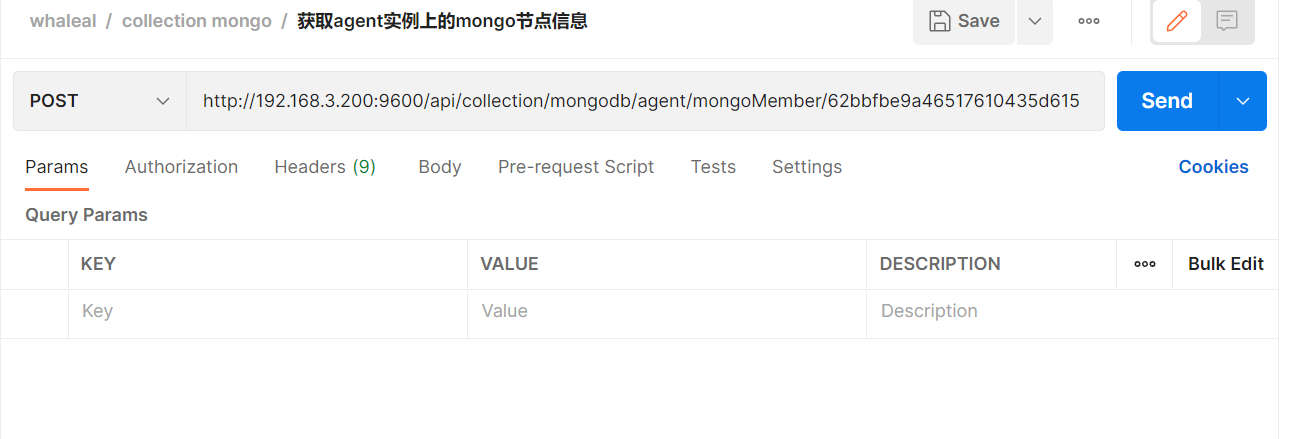 whaleal / collection mongo / 获取agent实例上的mongo节点信息 Save
POST http://192.168.3.200:9600/api/collection/mongodb/agent/mongoMember/62bbfbe9a46517610435d615 Send
Params Authorization Headers (9) Body Pre-request Script Tests Settings Cookies
Query Params
KEY VALUE DESCRIPTION Bulk Edit
Key Value Description